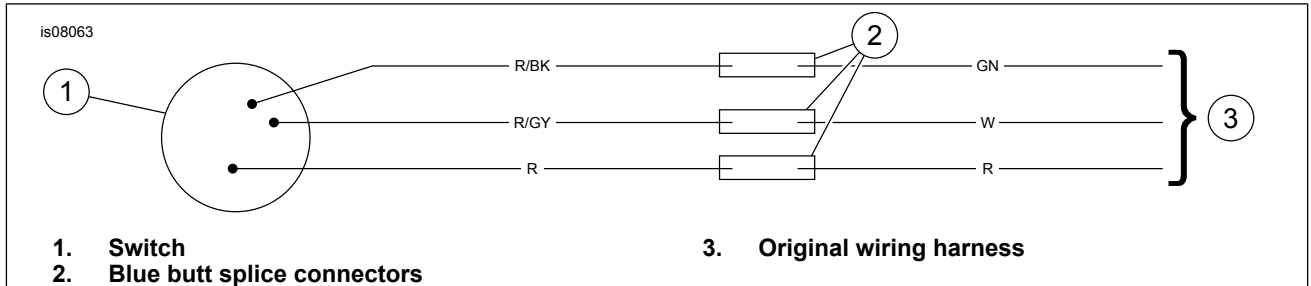 is08063
1
2
R/BK
GN
R/GY
W
3
R
R
1. Switch
2. Blue butt splice connectors
3. Original wiring harness